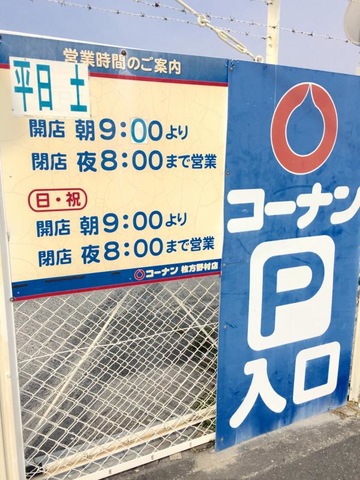 営業時間のご案内
平日 土
開店 朝9:00より
閉店 夜8:00まで営業
日・祝
開店 朝9:00より
閉店 夜8:00まで営業
コーナン 枚方野村店
コーナン
P
入口